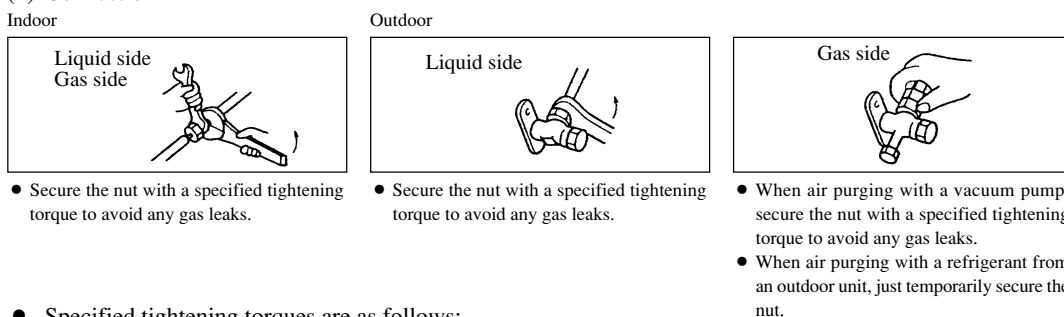 Indoor
Liquid side
Gas side
● Secure the nut with a specified tightening
torque to avoid any gas leaks.
Outdoor
Liquid side
● Secure the nut with a specified tightening
torque to avoid any gas leaks.
Gas side
● When air purging with a vacuum pump
secure the nut with a specified tightening
torque to avoid any gas leaks.
● When air purging with a refrigerant from
an outdoor unit, just temporarily secure the
nut.
● Specified tightening torques are as follows: